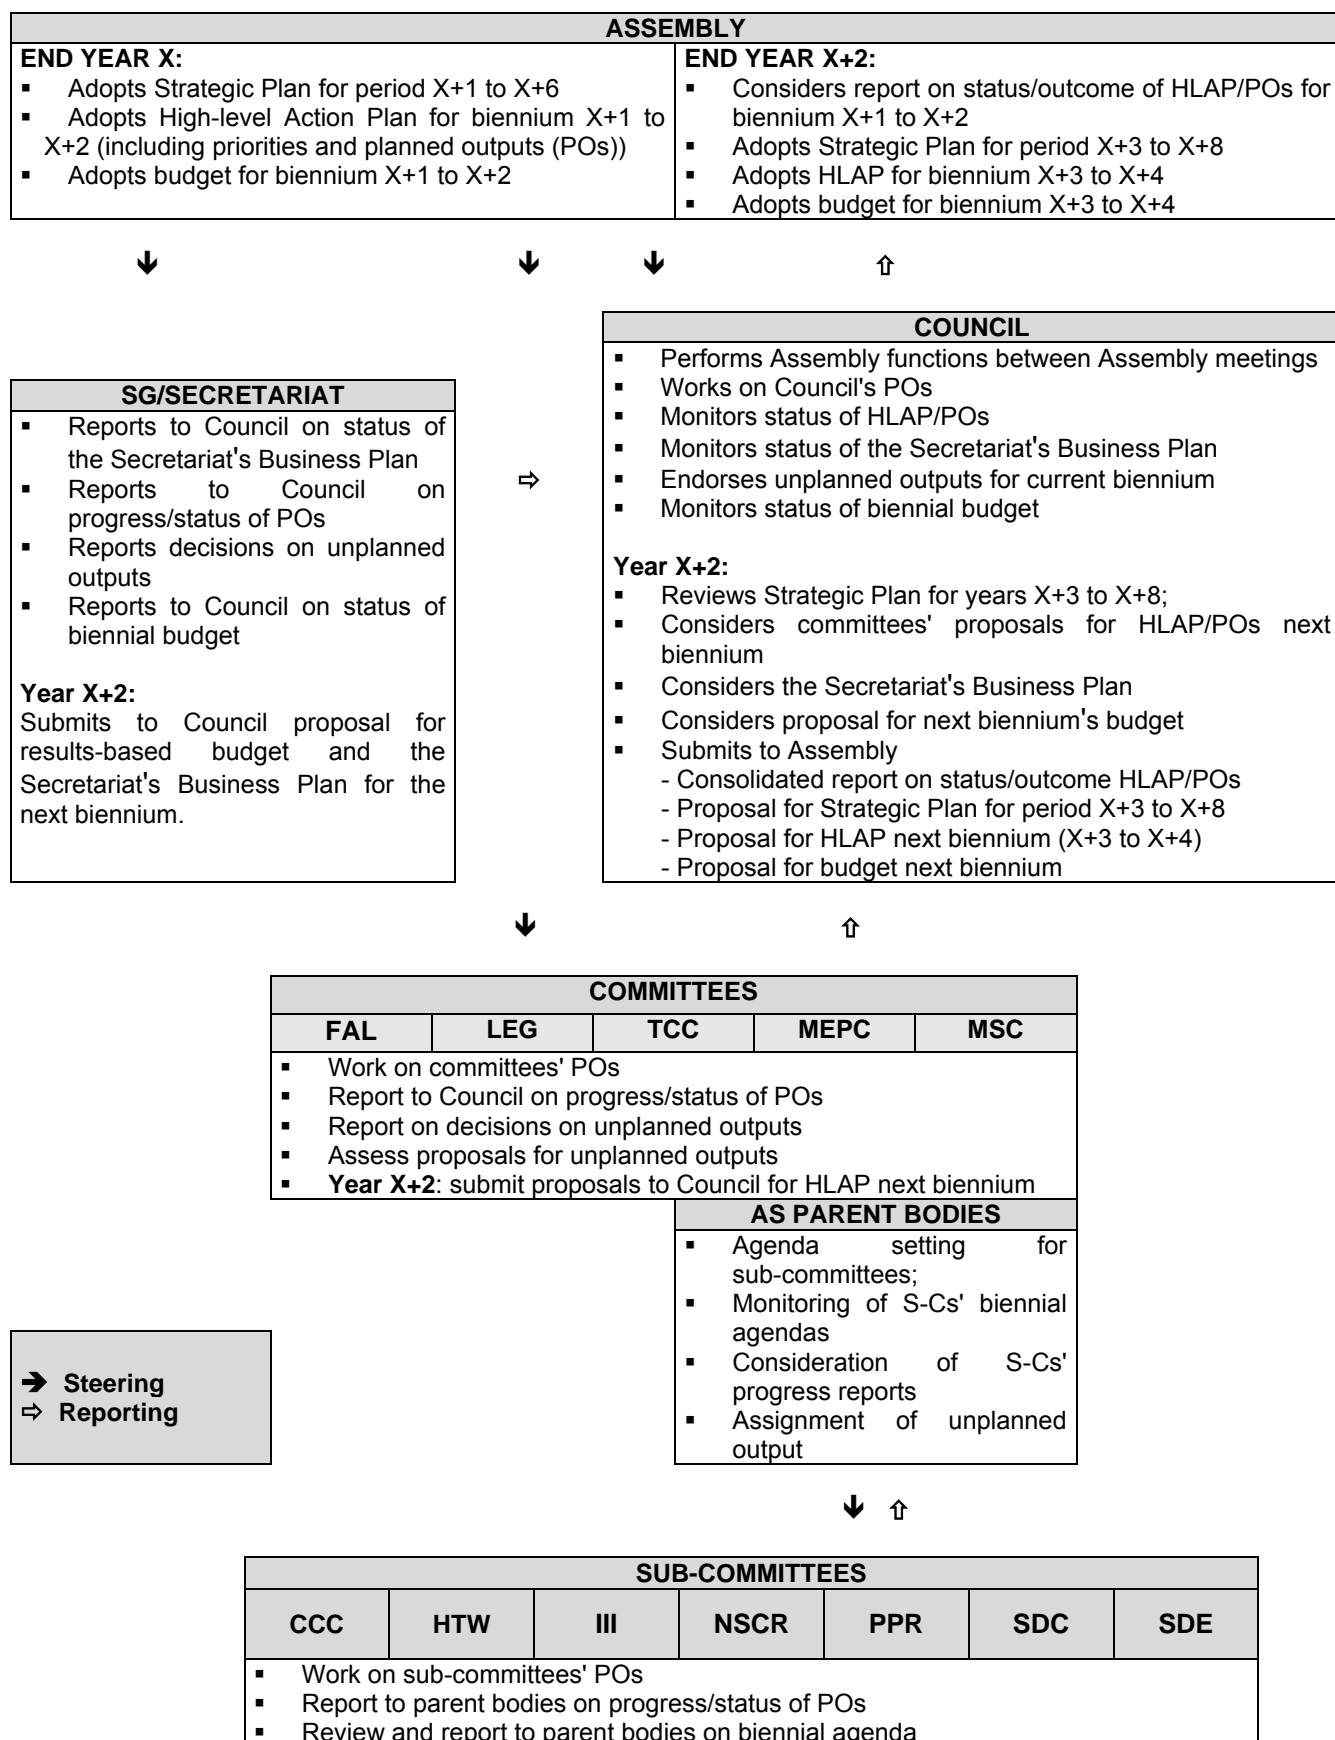 ASSEMBLY
END YEAR X:
▪ Adopts Strategic Plan for period X+1 to X+6
▪ Adopts High-level Action Plan for biennium X+1 to
X+2 (including priorities and planned outputs (POs))
▪ Adopts budget for biennium X+1 to X+2
END YEAR X+2:
▪ Considers report on status/outcome of HLAP/POs for
biennium X+1 to X+2
▪ Adopts Strategic Plan for period X+3 to X+8
▪ Adopts HLAP for biennium X+3 to X+4
▪ Adopts budget for biennium X+3 to X+4
SG/SECRETARIAT
▪ Reports to Council on status of
the Secretariat's Business Plan
▪ Reports to Council on
progress/status of POs
▪ Reports decisions on unplanned
outputs
▪ Reports to Council on status of
biennial budget
Year X+2:
Submits to Council proposal for
results-based budget and the
Secretariat's Business Plan for the
next biennium.
COUNCIL
▪ Performs Assembly functions between Assembly meetings
▪ Works on Council's POs
▪ Monitors status of HLAP/POs
▪ Monitors status of the Secretariat's Business Plan
▪ Endorses unplanned outputs for current biennium
▪ Monitors status of biennial budget
Year X+2:
▪ Reviews Strategic Plan for years X+3 to X+8;
▪ Considers committees' proposals for HLAP/POs next
biennium
▪ Considers the Secretariat's Business Plan
▪ Considers proposal for next biennium's budget
▪ Submits to Assembly
- Consolidated report on status/outcome HLAP/POs
- Proposal for Strategic Plan for period X+3 to X+8
- Proposal for HLAP next biennium (X+3 to X+4)
- Proposal for budget next biennium
COMMITTEES
FAL LEG TCC MEPC MSC
▪ Work on committees' POs
▪ Report to Council on progress/status of POs
▪ Report on decisions on unplanned outputs
▪ Assess proposals for unplanned outputs
▪ Year X+2: submit proposals to Council for HLAP next biennium
AS PARENT BODIES
▪ Agenda setting for
sub-committees;
▪ Monitoring of S-Cs' biennial
agendas
▪ Consideration of S-Cs'
progress reports
▪ Assignment of unplanned
output
➔ Steering
⇨ Reporting
SUB-COMMITTEES
CCC HTW III NSCR PPR SDC SDE
▪ Work on sub-committees' POs
▪ Report to parent bodies on progress/status of POs
▪ Review and report to parent bodies on biennial agenda